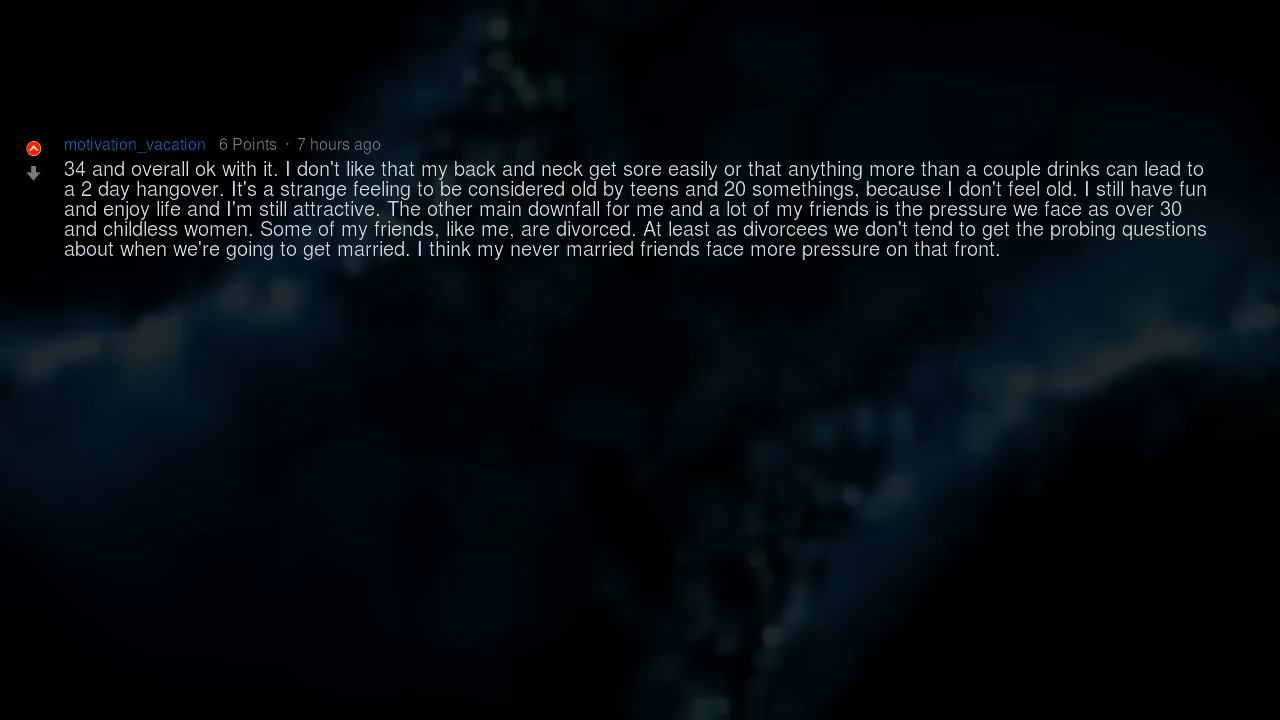 motivation_vacation 6 Points · 7 hours ago
34 and overall ok with it. I don't like that my back and neck get sore easily or that anything more than a couple drinks can lead to
a 2 day hangover. It's a strange feeling to be considered old by teens and 20 somethings, because I don't feel old. I still have fun
and enjoy life and I'm still attractive. The other main downfall for me and a lot of my friends is the pressure we face as over 30
and childless women. Some of my friends, like me, are divorced. At least as divorcees we don't tend to get the probing questions
about when we're going to get married. I think my never married friends face more pressure on that front.